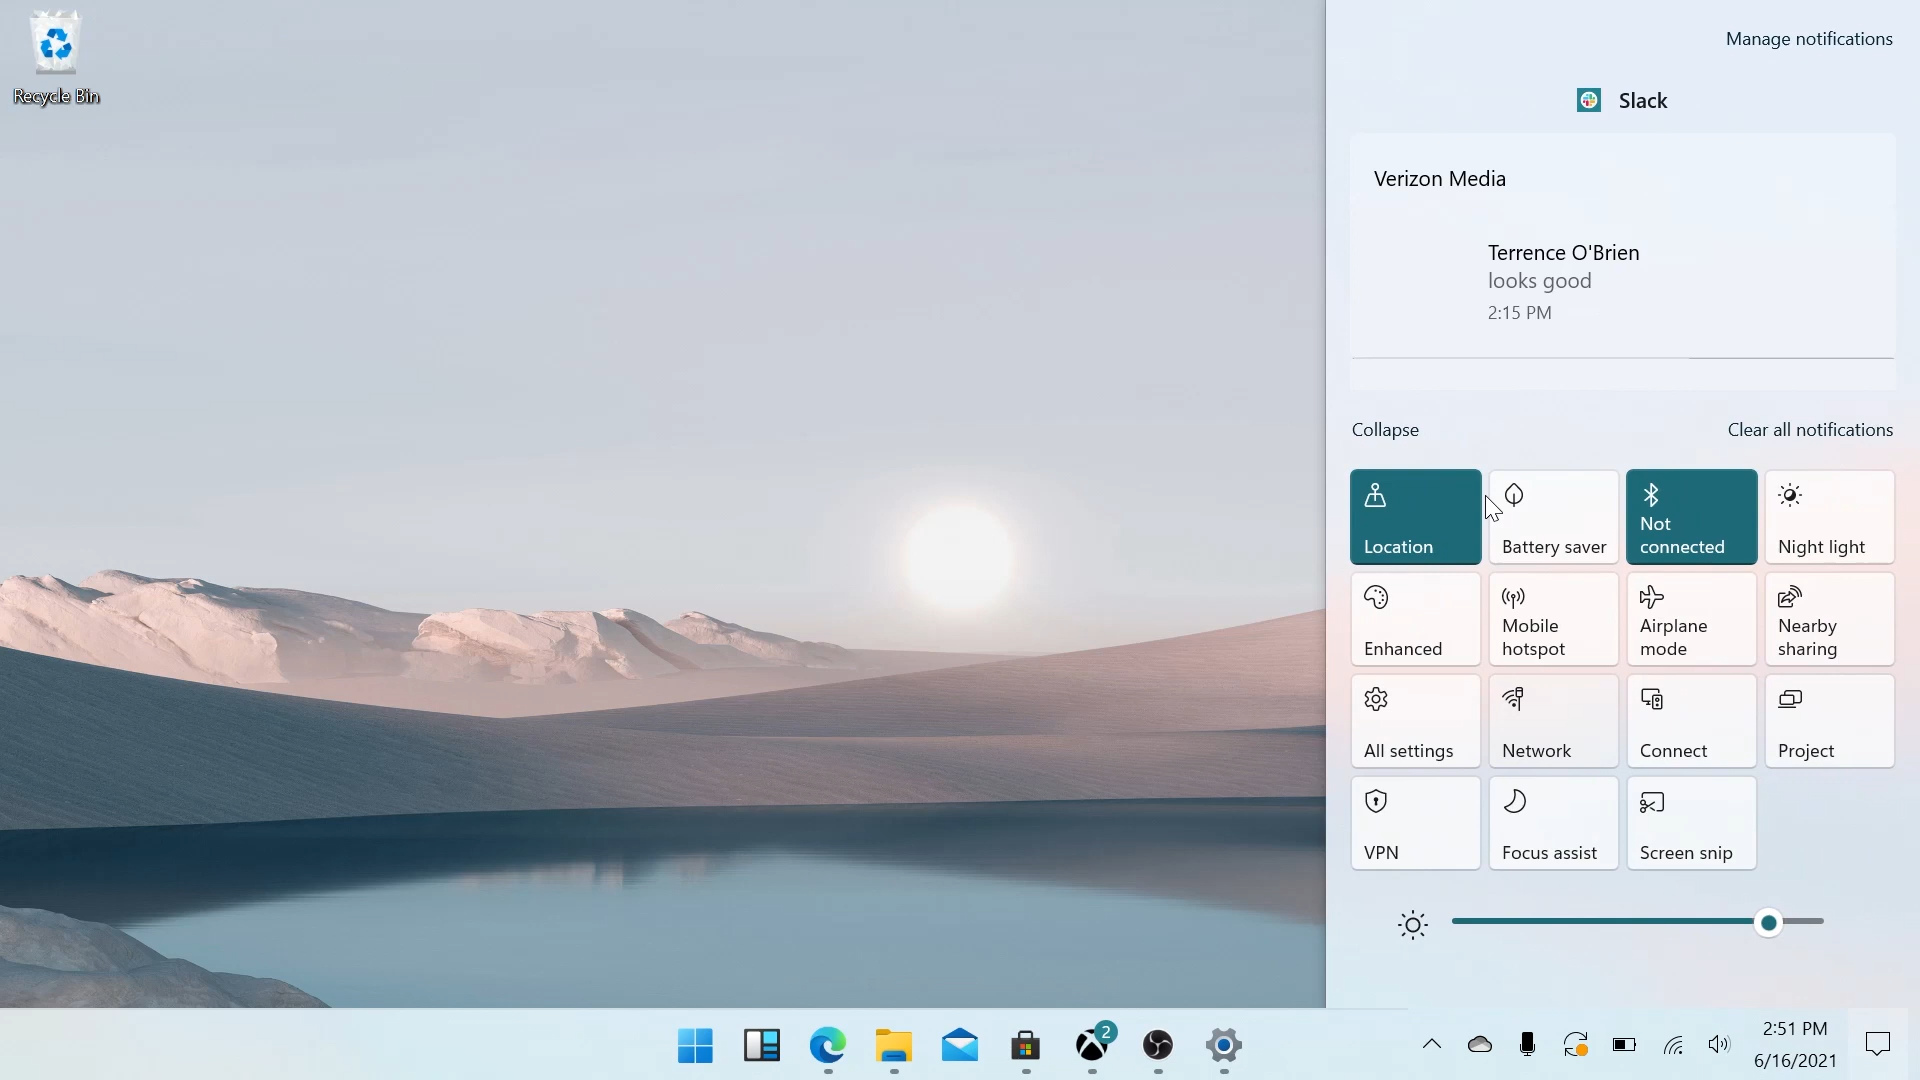 Recycle Bin
Manage notifications
Slack
Verizon Media
Terrence O'Brien
looks good
2:15 PM
Collapse
Clear all notifications
Location
Battery saver
Not
connected
Night light
Enhanced
Mobile
hotspot
Airplane
mode
Nearby
sharing
All settings
Network
Connect
Project
VPN
Focus assist
Screen snip
2
2:51 PM
6/16/2021